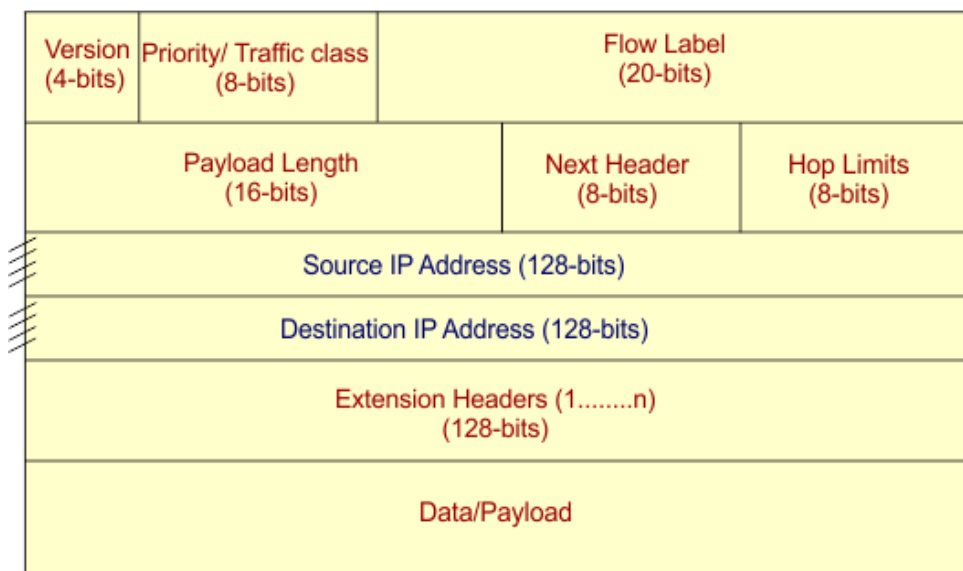 Version
(4-bits)
Priority/ Traffic class
(8-bits)
Flow Label
(20-bits)
Payload Length
(16-bits)
Next Header
(8-bits)
Hop Limits
(8-bits)
Source IP Address (128-bits)
Destination IP Address (128-bits)
Extension Headers (1........n)
(128-bits)
Data/Payload